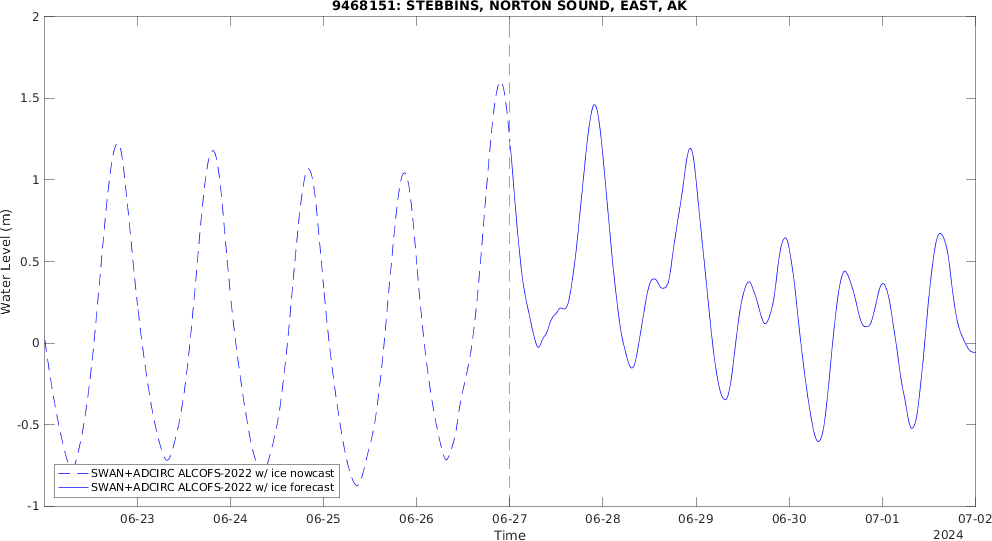 9468151: STEBBINS, NORTON SOUND, EAST, AK
Water Level (m)
2
1.5
1
0.5
0
-0.5
-1
SWAN+ADCIRC ALCOFS-2022 w/ ice nowcast
SWAN+ADCIRC ALCOFS-2022 w/ ice forecast
06-23 06-24 06-25 06-26 06-27 06-28 06-29 06-30 07-01 07-02
Time
2024